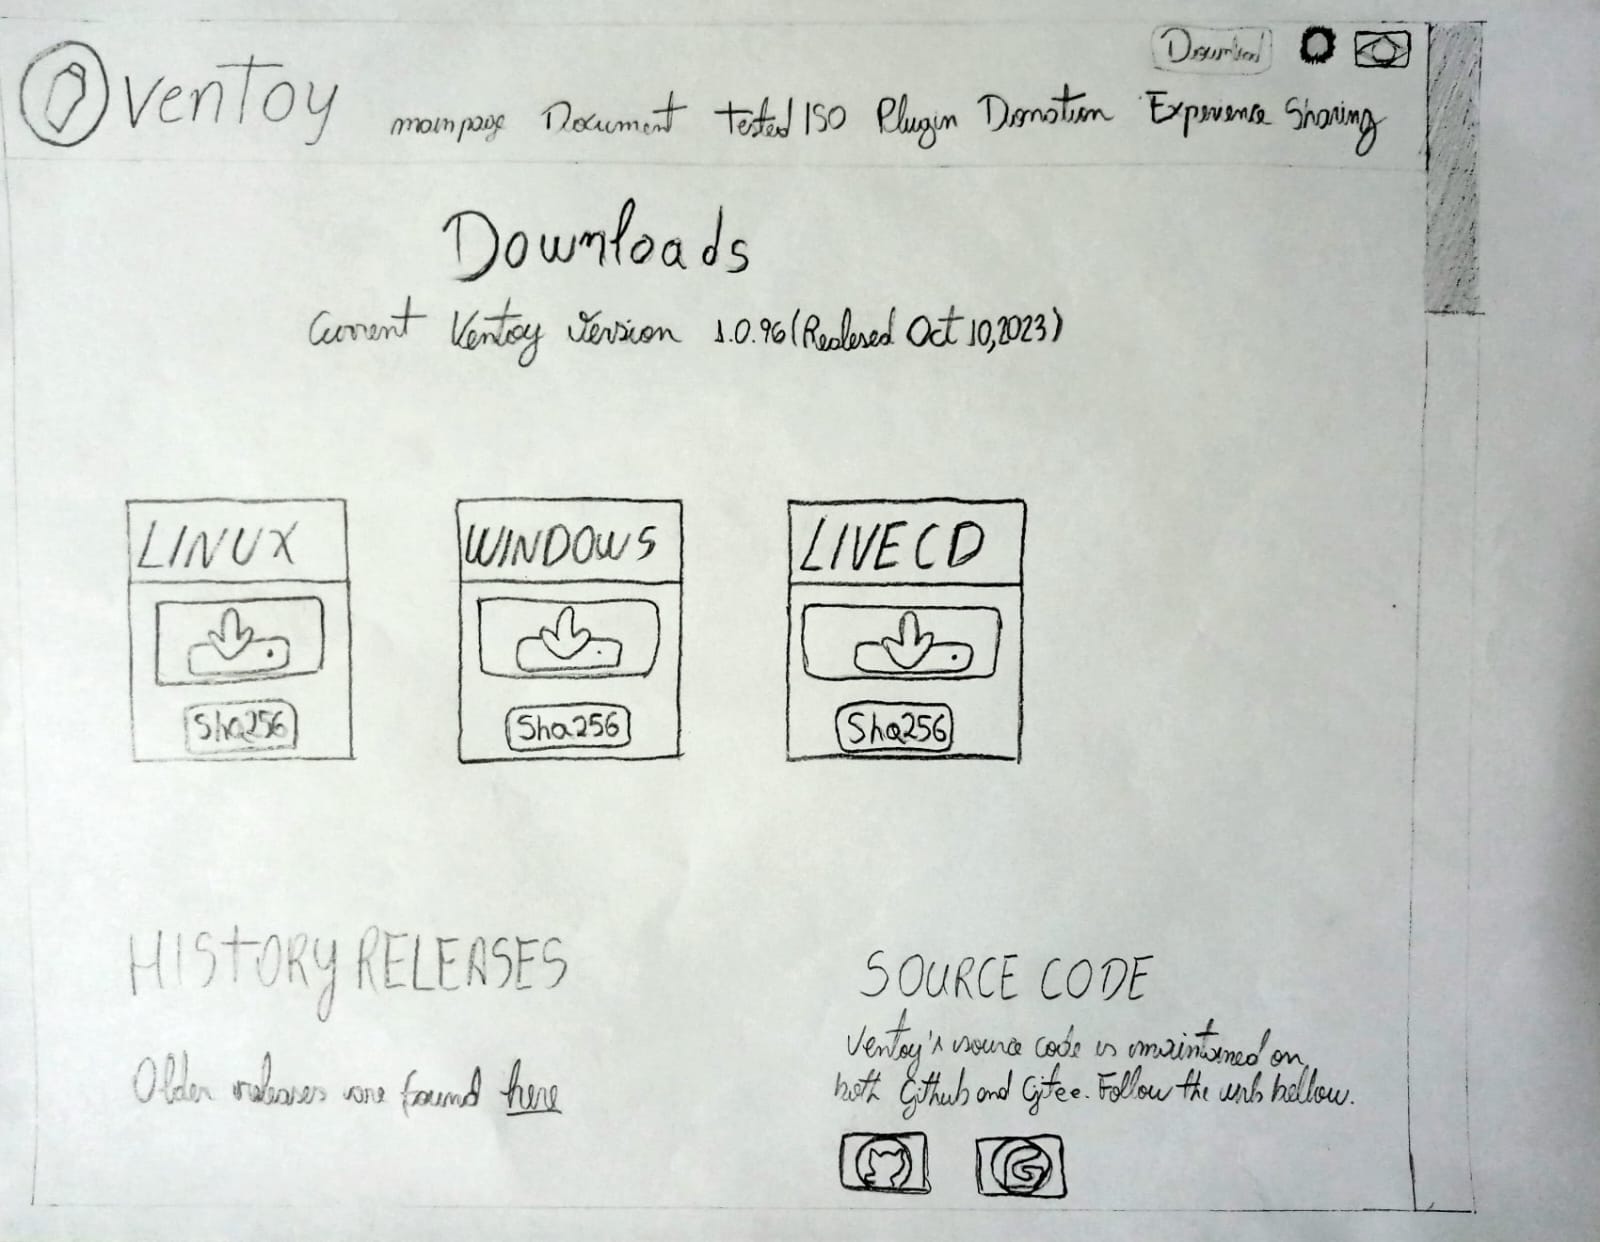 Download
Ventoy mainpage Document Tested ISO Plugin Donation Experience Sharing
Downloads
Current Ventoy Version 1.0.96 (Realesed Oct 10, 2023)
LINUX WINDOWS LIVE CD
Sha256 Sha256 Sha256
HISTORY RELEASES
Older releases are found here
SOURCE CODE
Ventoy's source code is maintained on
both Github and Gitee. Follow the urls bellow.